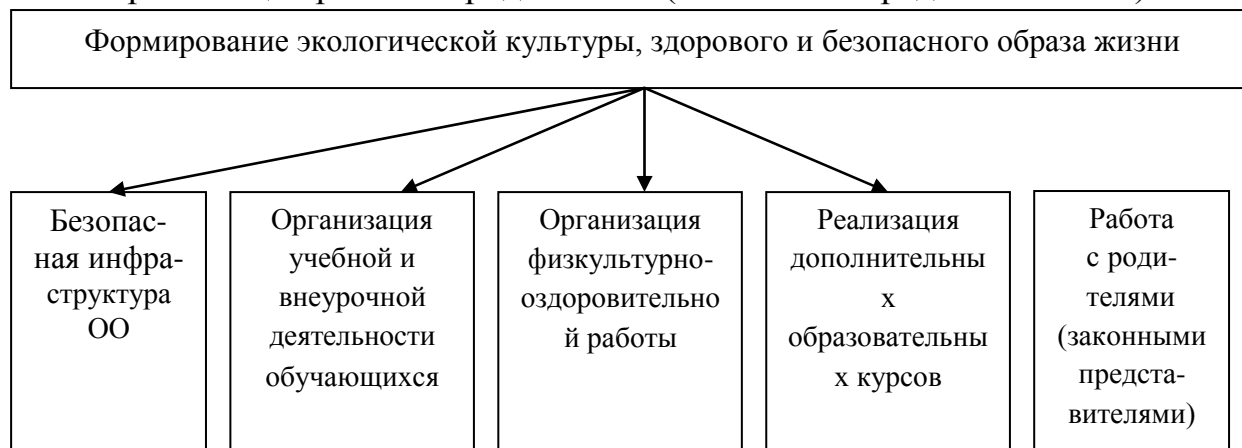 Формирование экологической культуры, здорового и безопасного образа жизни
Безопас-
ная инфра-
структура
ОО
Организация
учебной и
внеурочной
деятельности
обучающихся
Организация
физкультурно-
оздоровительно
й работы
Реализация
дополнительны
х
образовательны
х курсов
Работа
с роди-
телями
(законными
предста-
вителями)